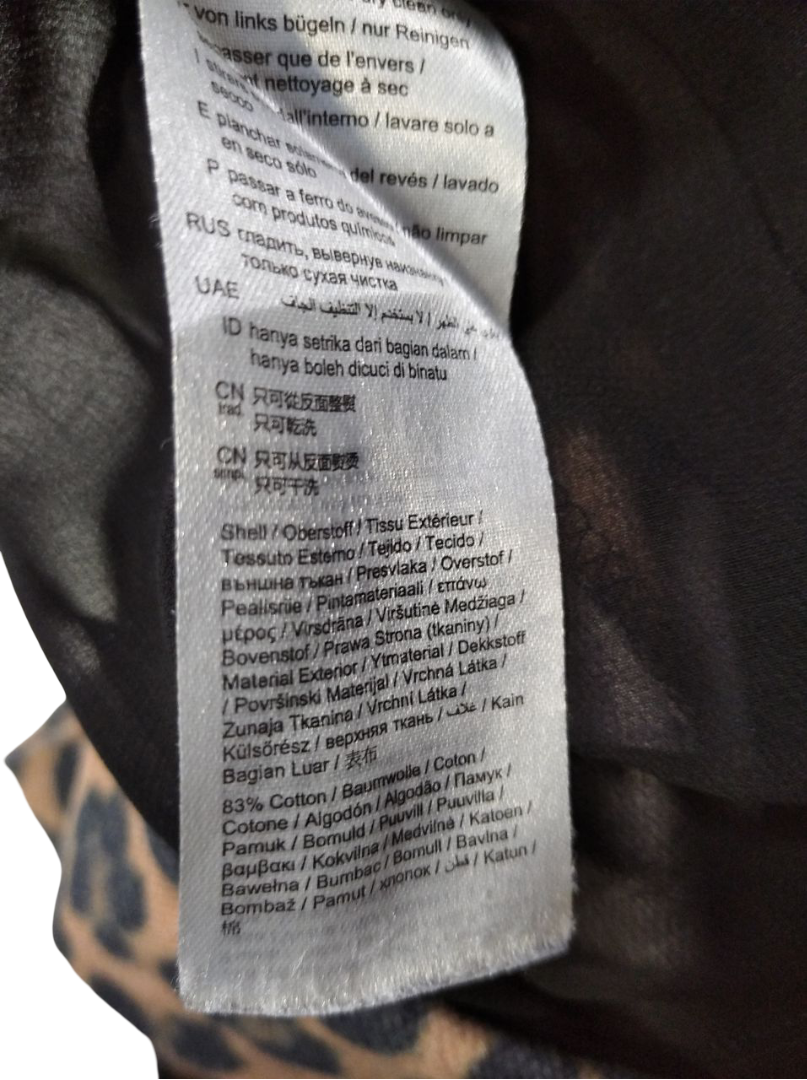 von links bügeln / nur Reinigen
que de l'envers /
nettoyage à sec
dall'interno / lavare solo a
secco
E planchar del revés / lavado
en seco sólo
P passar a ferro do não limpar
com produtos químicos
RUS гладить, вывернув наизнанку
только сухая чистка
UAE
ID hanya setrika dari bagian dalam /
hanya boleh dicuci di binatu
CN 只可從反面整熨
trad. 只可乾洗
CN 只可从反面熨烫
simpl. 只可干洗
Shell / Oberstoff / Tissu Extérieur /
Tessuto Esterno / Tejido / Tecido /
външна тъкан / Presvlaka / Overstof /
Pealisriie / Pintamateriaali / επάνω
μέρος / Virsdrāna / Viršutinė Medžiaga /
Bovenstof / Prawa Strona (tkaniny) /
Material Exterior / Ytmaterial / Dekkstoff
/ Površinski Materijal / Vrchná Látka /
Zunaja Tkanina / Vrchní Látka /
Külsőrész / верхняя ткань / غلاف / Kain
Bagian Luar / 表布
83% Cotton / Baumwolle / Coton /
Cotone / Algodón / Algodão / Памук /
Pamuk / Bomuld / Puuvill / Puuvilla /
βαμβακι / Kokvilna / Medvilnė / Katoen /
Bawełna / Bumbac / Bomull / Bavlna /
Bombaž / Pamut / хлопок / قطن / Katun /
棉